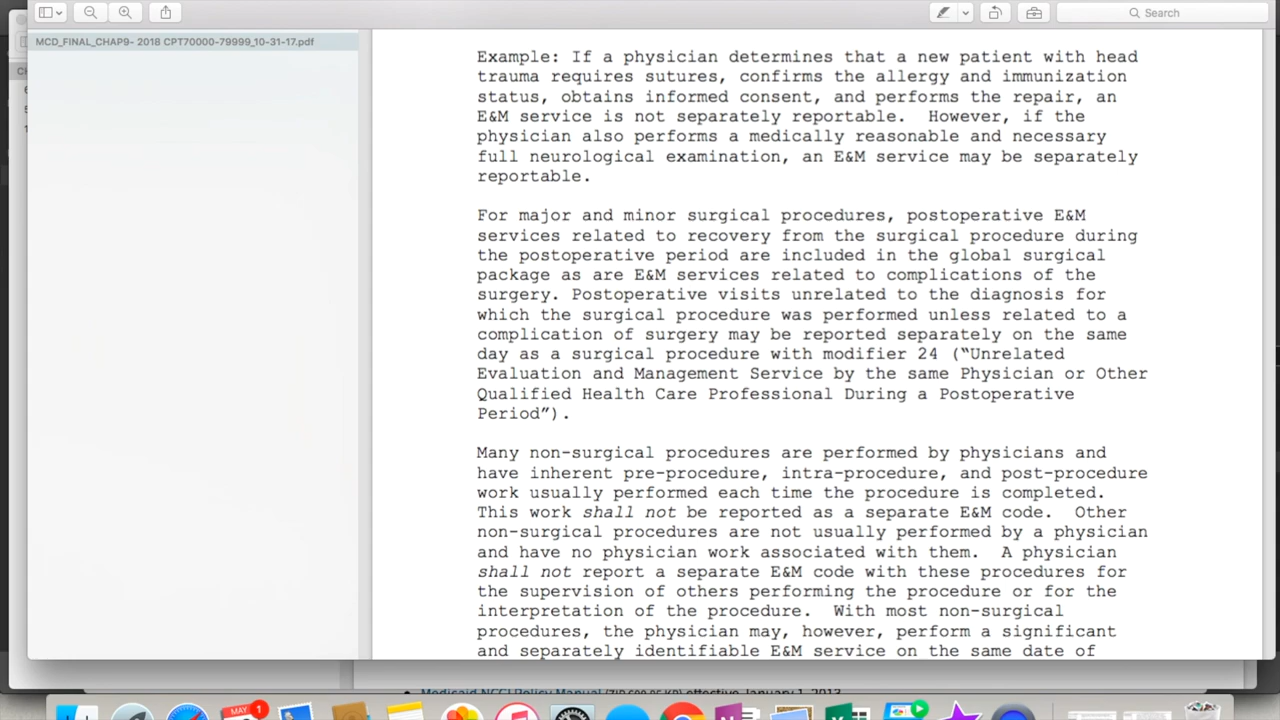 Search
MCD_FINAL_CHAP9- 2018 CPT70000-79999_10-31-17.pdf
Example: If a physician determines that a new patient with head
trauma requires sutures, confirms the allergy and immunization
status, obtains informed consent, and performs the repair, an
E&M service is not separately reportable. However, if the
physician also performs a medically reasonable and necessary
full neurological examination, an E&M service may be separately
reportable.
For major and minor surgical procedures, postoperative E&M
services related to recovery from the surgical procedure during
the postoperative period are included in the global surgical
package as are E&M services related to complications of the
surgery. Postoperative visits unrelated to the diagnosis for
which the surgical procedure was performed unless related to a
complication of surgery may be reported separately on the same
day as a surgical procedure with modifier 24 (“Unrelated
Evaluation and Management Service by the same Physician or Other
Qualified Health Care Professional During a Postoperative
Period”).
Many non-surgical procedures are performed by physicians and
have inherent pre-procedure, intra-procedure, and post-procedure
work usually performed each time the procedure is completed.
This work shall not be reported as a separate E&M code. Other
non-surgical procedures are not usually performed by a physician
and have no physician work associated with them. A physician
shall not report a separate E&M code with these procedures for
the supervision of others performing the procedure or for the
interpretation of the procedure. With most non-surgical
procedures, the physician may, however, perform a significant
and separately identifiable E&M service on the same date of
Medicaid NCCI Policy Manual effective January 1, 2013
MAY 1